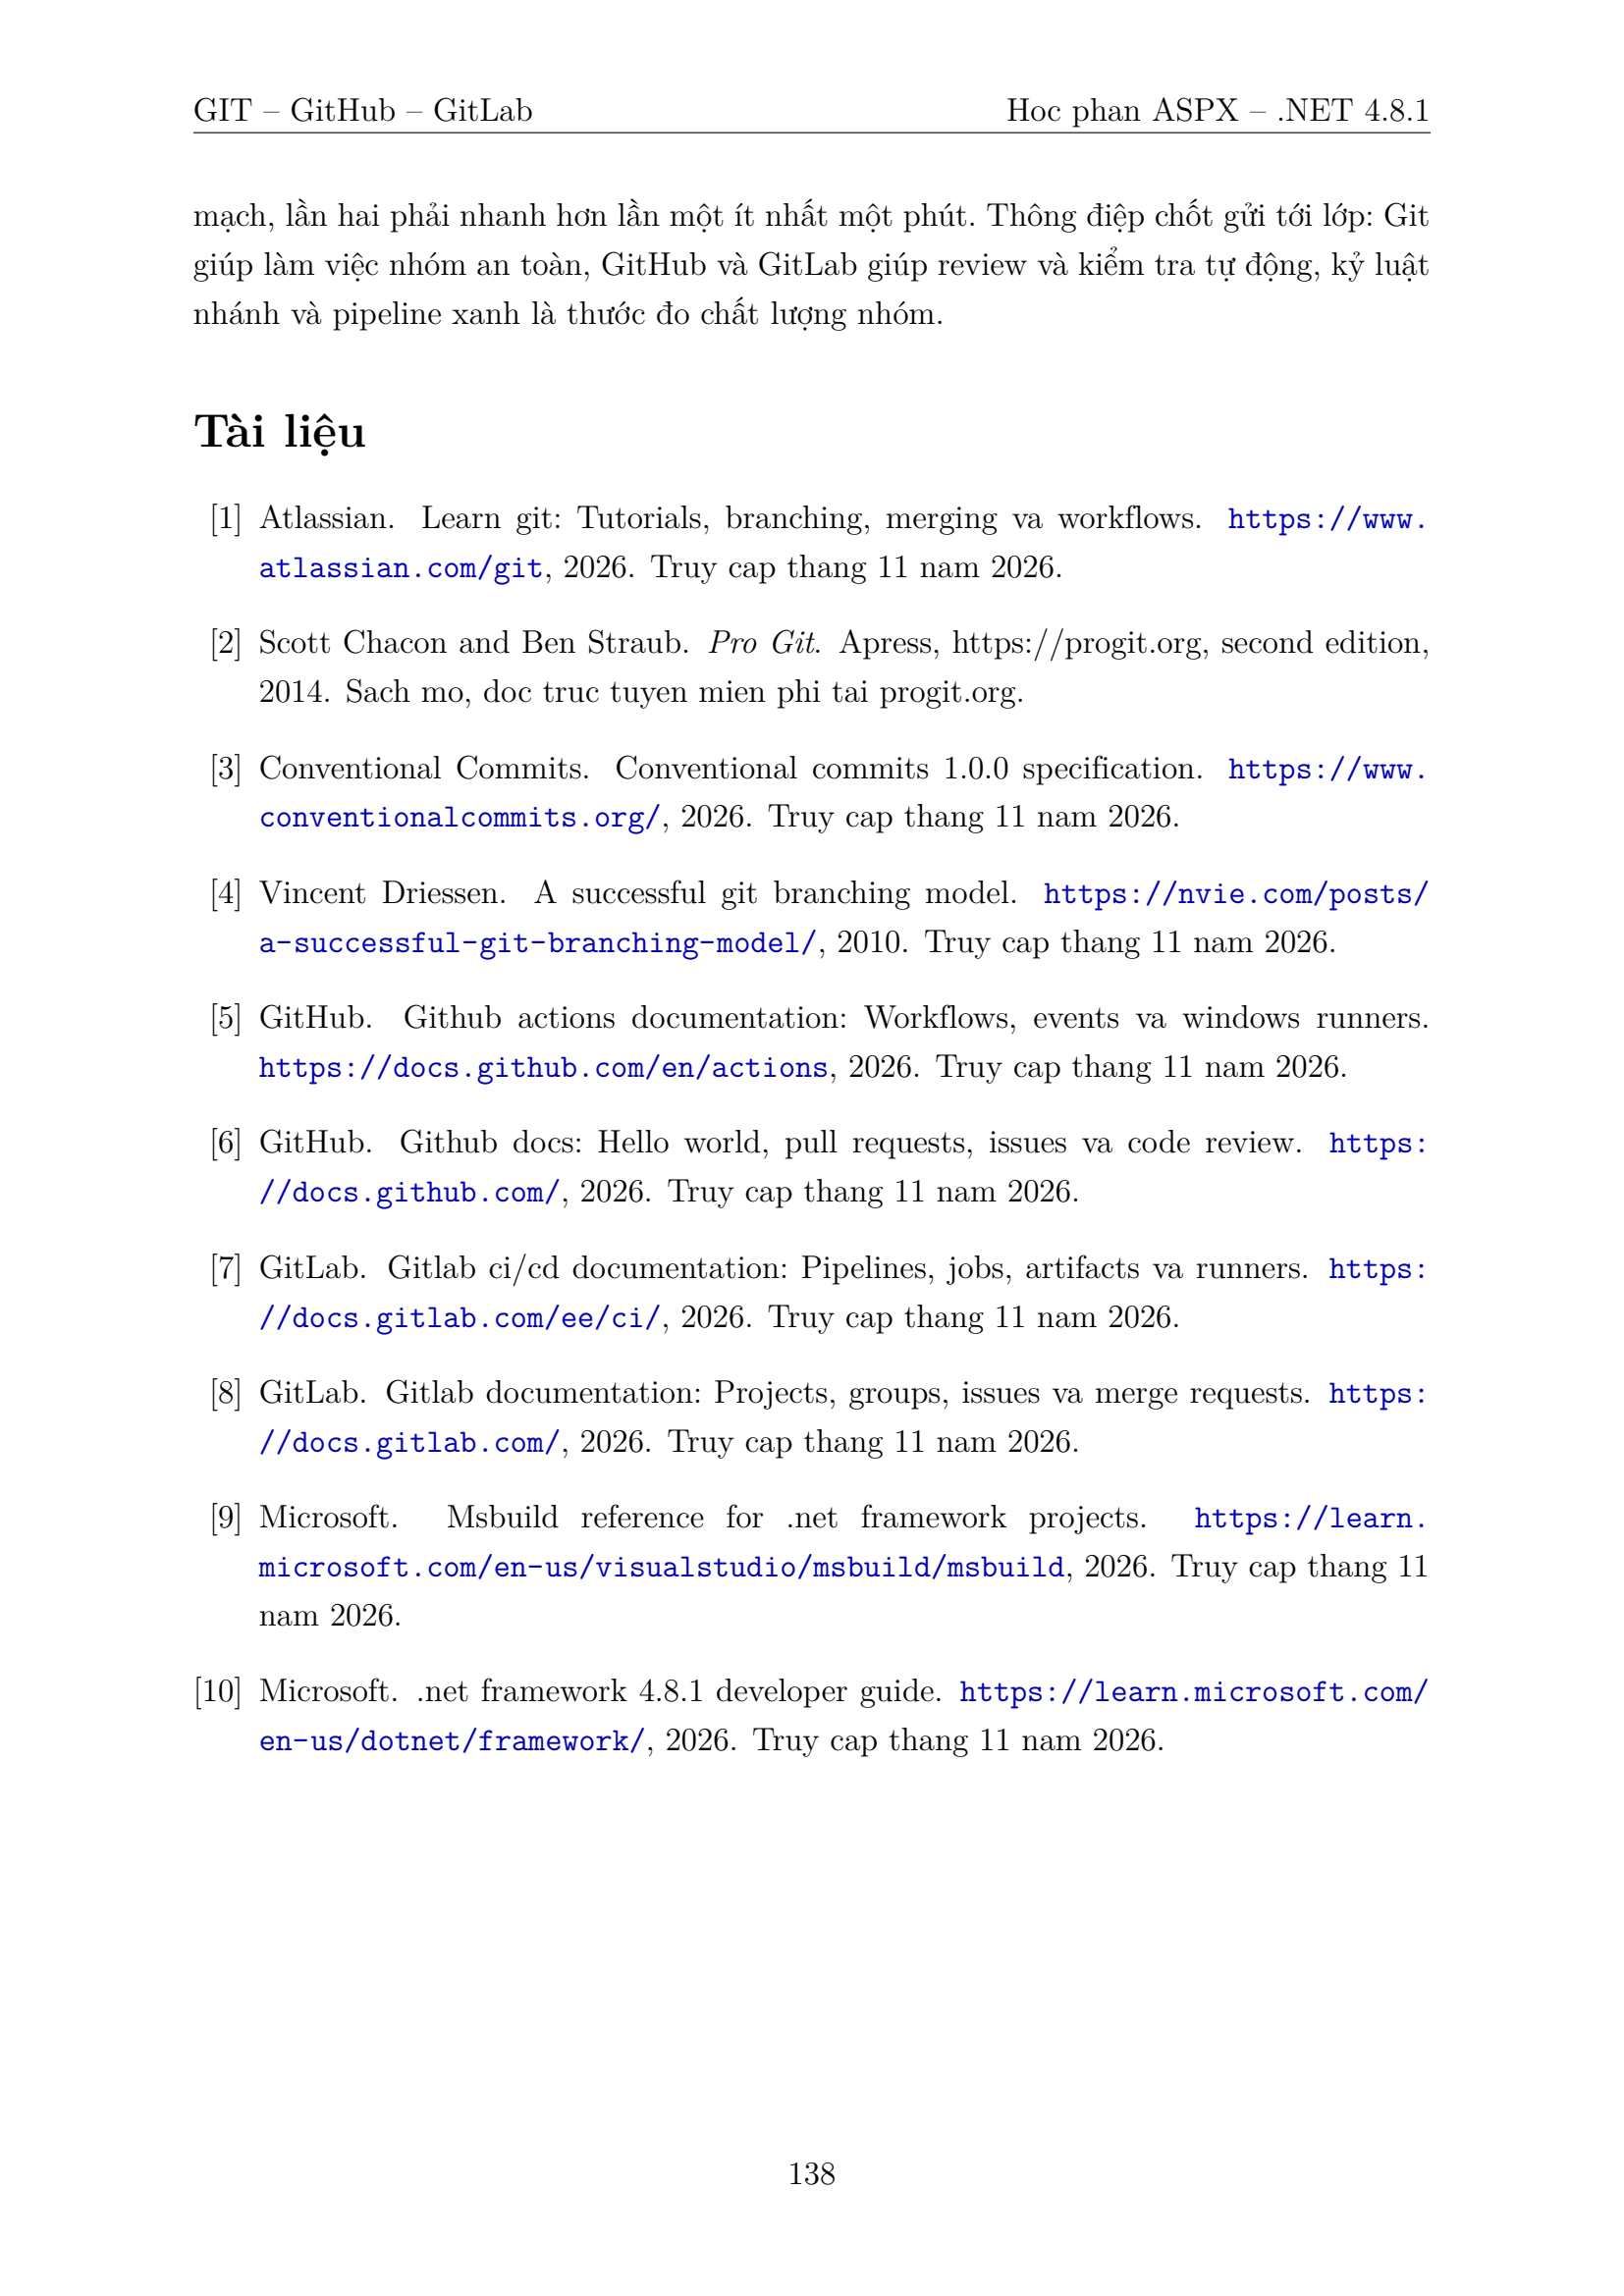 GIT – GitHub – GitLab Hoc phan ASPX – .NET 4.8.1
mạch, lần hai phải nhanh hơn lần một ít nhất một phút. Thông điệp chốt gửi tới lớp: Git
giúp làm việc nhóm an toàn, GitHub và GitLab giúp review và kiểm tra tự động, kỷ luật
nhánh và pipeline xanh là thước đo chất lượng nhóm.
Tài liệu
[1] Atlassian. Learn git: Tutorials, branching, merging va workflows. https://www.
atlassian.com/git, 2026. Truy cap thang 11 nam 2026.
[2] Scott Chacon and Ben Straub. Pro Git. Apress, https://progit.org, second edition,
2014. Sach mo, doc truc tuyen mien phi tai progit.org.
[3] Conventional Commits. Conventional commits 1.0.0 specification. https://www.
conventionalcommits.org/, 2026. Truy cap thang 11 nam 2026.
[4] Vincent Driessen. A successful git branching model. https://nvie.com/posts/
a-successful-git-branching-model/, 2010. Truy cap thang 11 nam 2026.
[5] GitHub. Github actions documentation: Workflows, events va windows runners.
https://docs.github.com/en/actions, 2026. Truy cap thang 11 nam 2026.
[6] GitHub. Github docs: Hello world, pull requests, issues va code review. https:
//docs.github.com/, 2026. Truy cap thang 11 nam 2026.
[7] GitLab. Gitlab ci/cd documentation: Pipelines, jobs, artifacts va runners. https:
//docs.gitlab.com/ee/ci/, 2026. Truy cap thang 11 nam 2026.
[8] GitLab. Gitlab documentation: Projects, groups, issues va merge requests. https:
//docs.gitlab.com/, 2026. Truy cap thang 11 nam 2026.
[9] Microsoft. Msbuild reference for .net framework projects. https://learn.
microsoft.com/en-us/visualstudio/msbuild/msbuild, 2026. Truy cap thang 11
nam 2026.
[10] Microsoft. .net framework 4.8.1 developer guide. https://learn.microsoft.com/
en-us/dotnet/framework/, 2026. Truy cap thang 11 nam 2026.
138